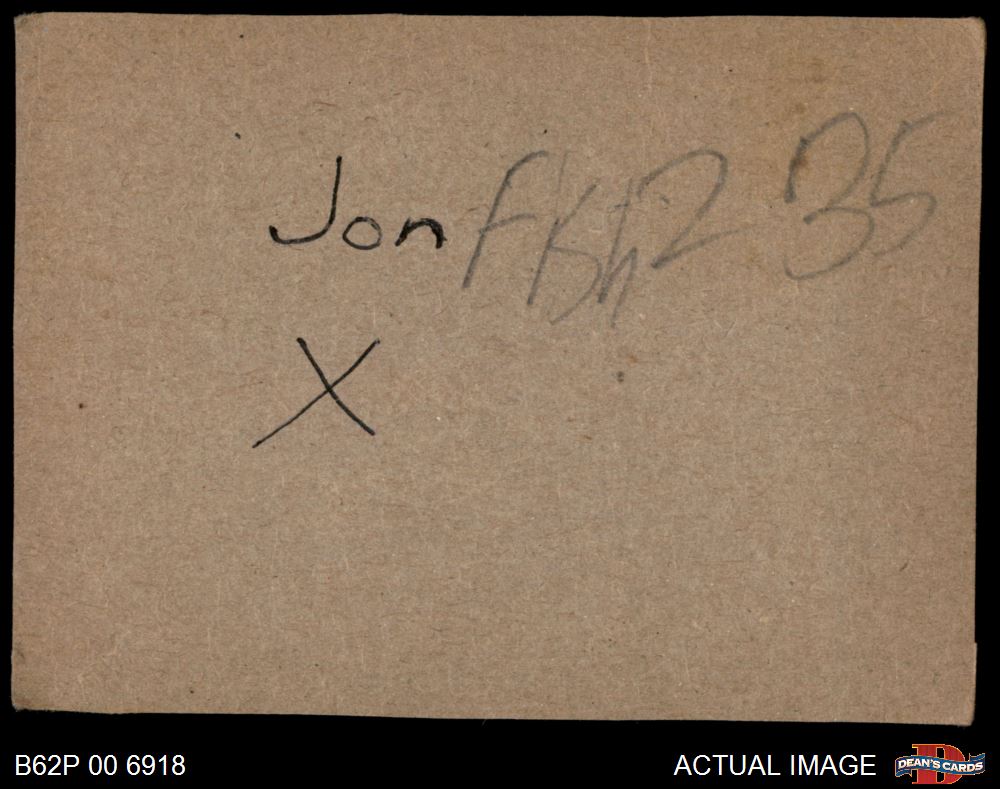 Jon 35
X
B62P 00 6918
ACTUAL IMAGE
DEAN'S CARDS